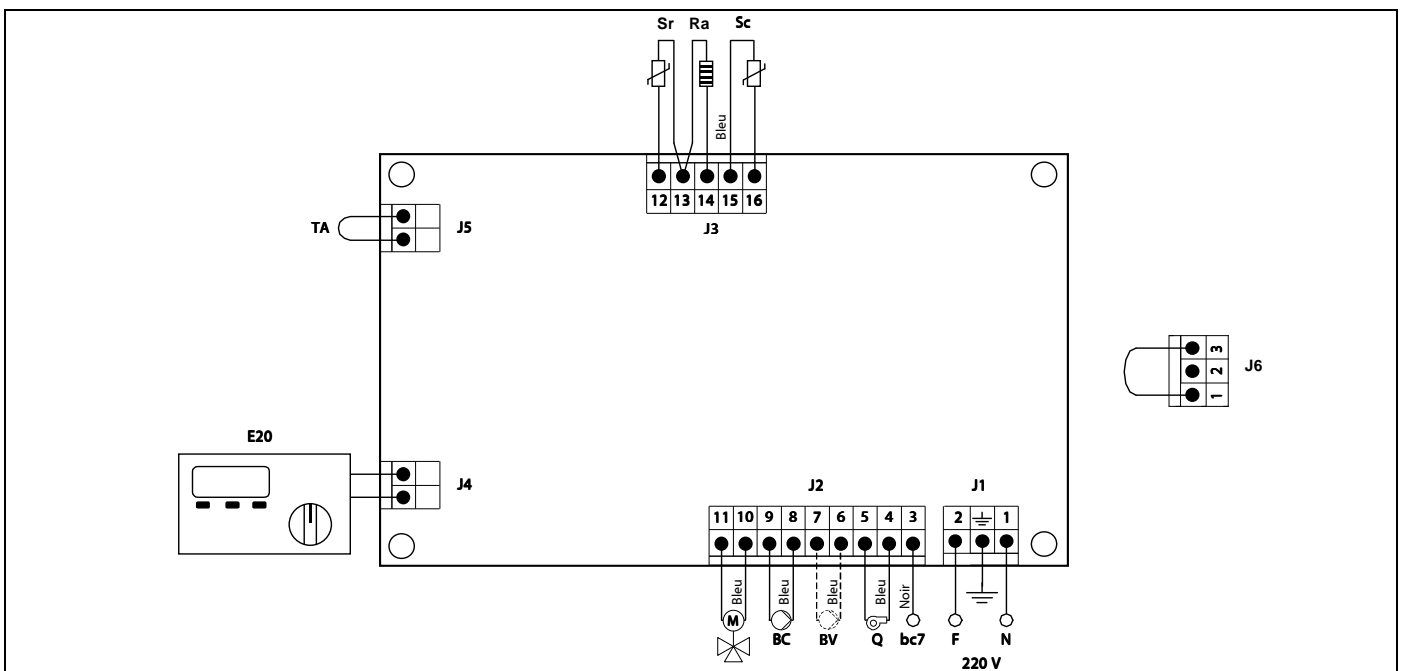 Sr Ra Sc
Bleu
12 13 14 15 16
J3
TA J5
3
2
1
J6
E20
J4
J2 J1
11 10 9 8 7 6 5 4 3 2 1
Bleu Bleu Bleu Bleu Noir
M
BC BV Q bc7 F N
220 V